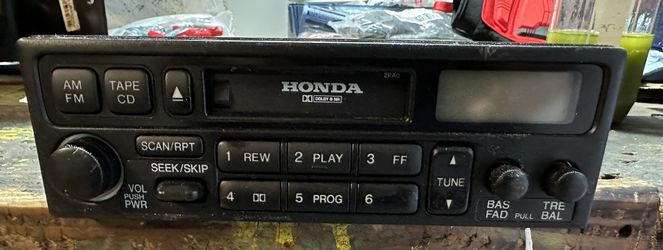 AM
FM
TAPE
CD
2PA0
HONDA
DOLBY B NR
SCAN/RPT
SEEK/SKIP
VOL
PUSH
PWR
1 REW
2 PLAY
3 FF
4
5 PROG
6
TUNE
BAS
FAD
PULL
TRE
BAL